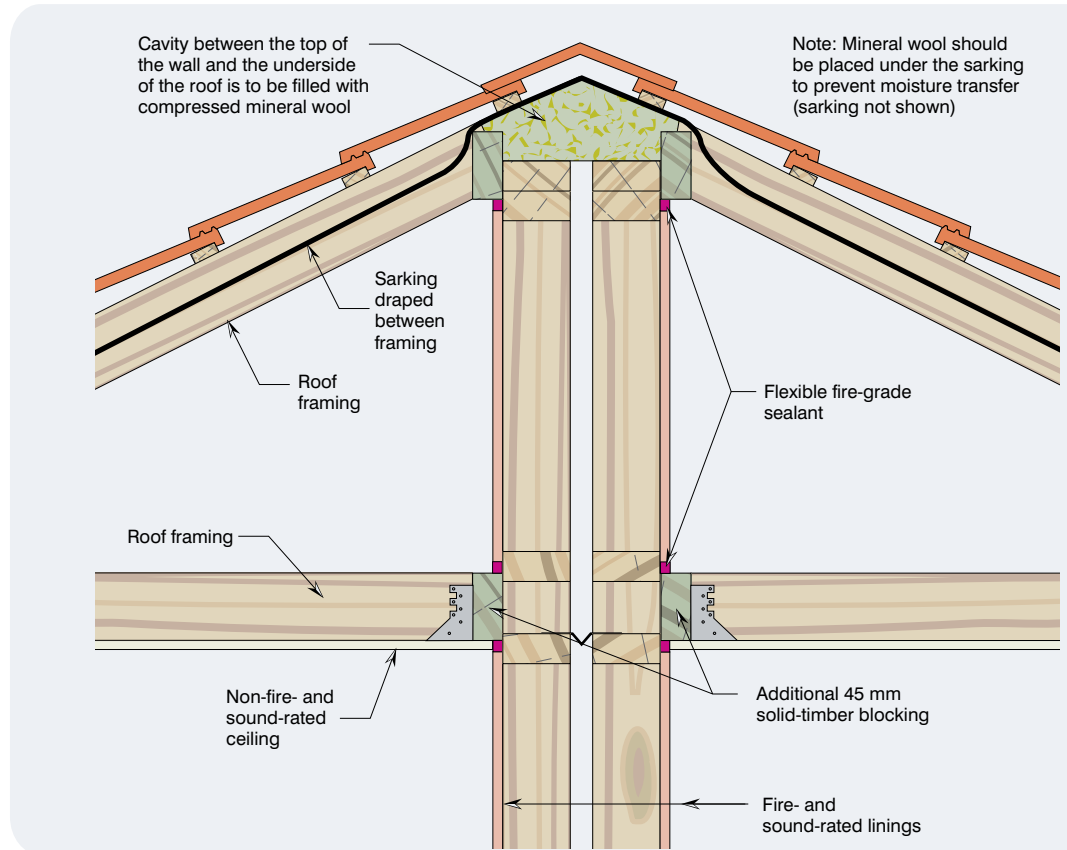 Cavity between the top of
the wall and the underside
of the roof is to be filled with
compressed mineral wool
Note: Mineral wool should
be placed under the sarking
to prevent moisture transfer
(sarking not shown)
Sarking
draped
between
framing
Roof
framing
Flexible fire-grade
sealant
Roof framing
Non-fire- and
sound-rated
ceiling
Additional 45 mm
solid-timber blocking
Fire- and
sound-rated linings